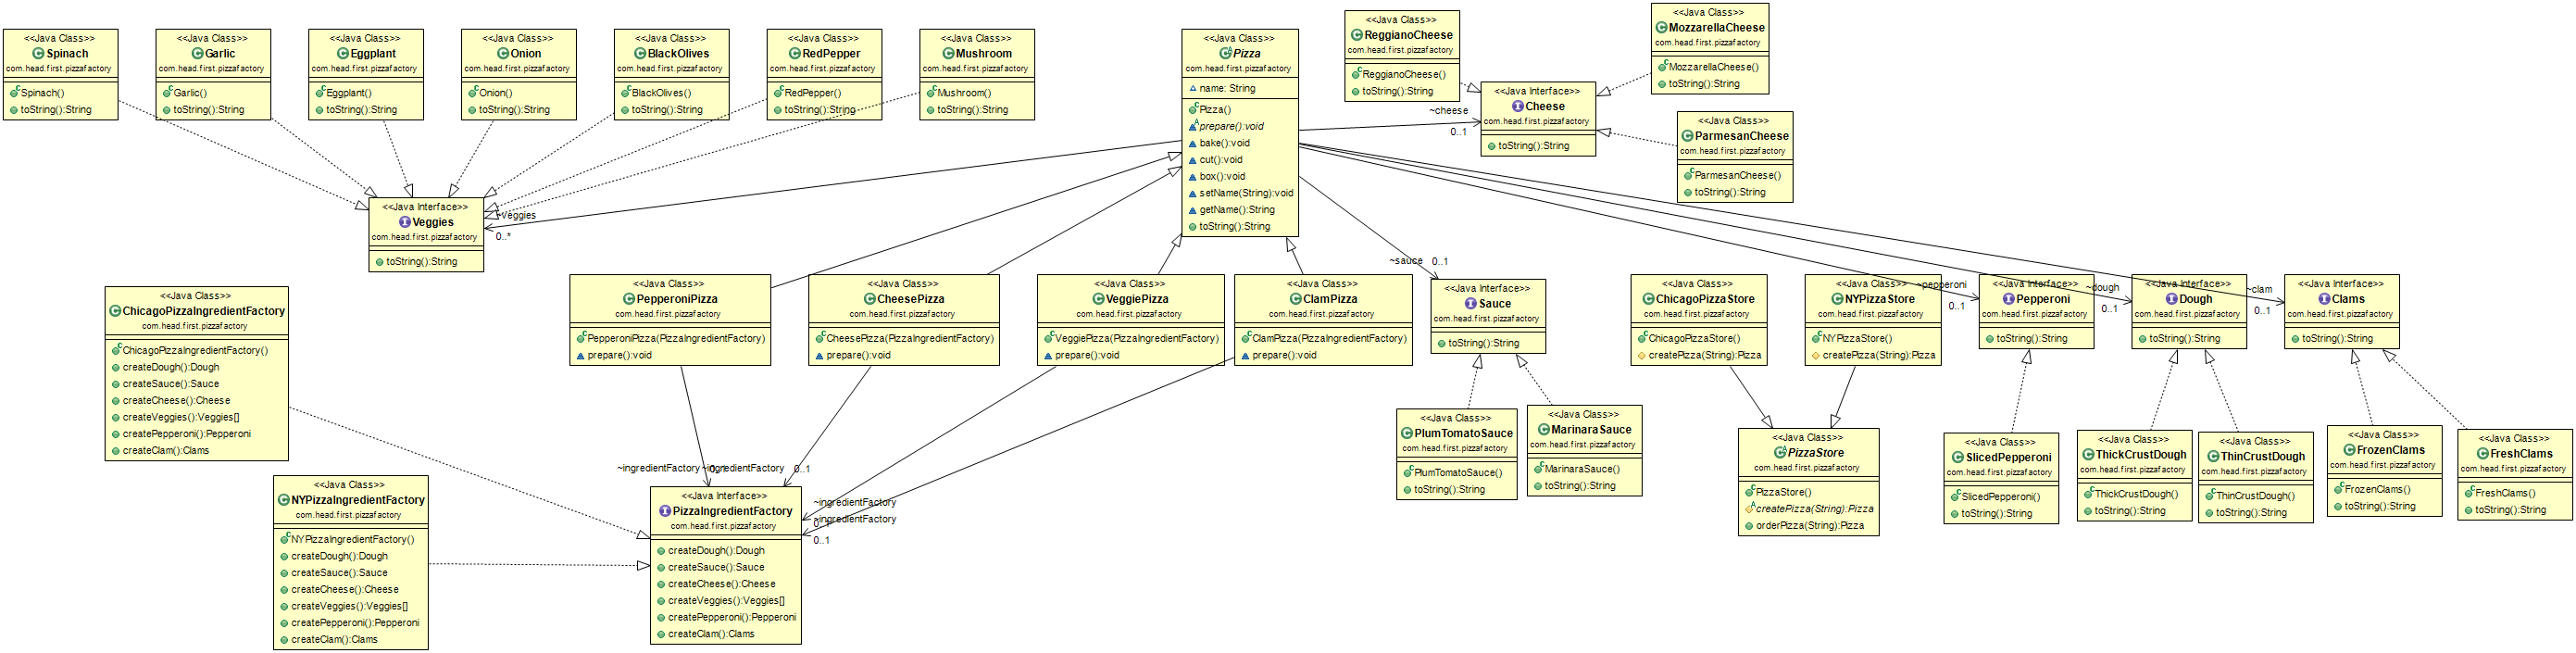 <<Java Class>>
Spinach
com.head.first.pizzafactory
Spinach()
toString():String
<<Java Class>>
Garlic
com.head.first.pizzafactory
Garlic()
toString():String
<<Java Class>>
Eggplant
com.head.first.pizzafactory
Eggplant()
toString():String
<<Java Class>>
Onion
com.head.first.pizzafactory
Onion()
toString():String
<<Java Class>>
BlackOlives
com.head.first.pizzafactory
BlackOlives()
toString():String
<<Java Class>>
RedPepper
com.head.first.pizzafactory
RedPepper()
toString():String
<<Java Class>>
Mushroom
com.head.first.pizzafactory
Mushroom()
toString():String
<<Java Class>>
Pizza
com.head.first.pizzafactory
name: String
Pizza()
prepare():void
bake():void
cut():void
box():void
setName(String):void
getName():String
toString():String
<<Java Class>>
ReggianoCheese
com.head.first.pizzafactory
ReggianoCheese()
toString():String
<<Java Class>>
MozzarellaCheese
com.head.first.pizzafactory
MozzarellaCheese()
toString():String
~cheese
0..1
<<Java Interface>>
Cheese
com.head.first.pizzafactory
toString():String
<<Java Class>>
ParmesanCheese
com.head.first.pizzafactory
ParmesanCheese()
toString():String
<<Java Interface>>
Veggies
com.head.first.pizzafactory
toString():String
~veggies
0..*
<<Java Class>>
ChicagoPizzaIngredientFactory
com.head.first.pizzafactory
ChicagoPizzaIngredientFactory()
createDough():Dough
createSauce():Sauce
createCheese():Cheese
createVeggies():Veggies[]
createPepperoni():Pepperoni
createClam():Clams
<<Java Class>>
PepperoniPizza
com.head.first.pizzafactory
PepperoniPizza(PizzaIngredientFactory)
prepare():void
<<Java Class>>
CheesePizza
com.head.first.pizzafactory
CheesePizza(PizzaIngredientFactory)
prepare():void
<<Java Class>>
VeggiePizza
com.head.first.pizzafactory
VeggiePizza(PizzaIngredientFactory)
prepare():void
<<Java Class>>
ClamPizza
com.head.first.pizzafactory
ClamPizza(PizzaIngredientFactory)
prepare():void
~sauce
0..1
<<Java Interface>>
Sauce
com.head.first.pizzafactory
toString():String
<<Java Class>>
ChicagoPizzaStore
com.head.first.pizzafactory
ChicagoPizzaStore()
createPizza(String):Pizza
<<Java Class>>
NYPizzaStore
com.head.first.pizzafactory
NYPizzaStore()
createPizza(String):Pizza
~pepperoni
0..1
<<Java Interface>>
Pepperoni
com.head.first.pizzafactory
toString():String
~dough
0..1
<<Java Interface>>
Dough
com.head.first.pizzafactory
toString():String
~clam
0..1
<<Java Interface>>
Clams
com.head.first.pizzafactory
toString():String
<<Java Class>>
NYPizzaIngredientFactory
com.head.first.pizzafactory
NYPizzaIngredientFactory()
createDough():Dough
createSauce():Sauce
createCheese():Cheese
createVeggies():Veggies[]
createPepperoni():Pepperoni
createClam():Clams
~ingredientFactory
0..1
~ingredientFactory
0..1
~ingredientFactory
0..1
~ingredientFactory
0..1
<<Java Interface>>
PizzaIngredientFactory
com.head.first.pizzafactory
createDough():Dough
createSauce():Sauce
createCheese():Cheese
createVeggies():Veggies[]
createPepperoni():Pepperoni
createClam():Clams
<<Java Class>>
PlumTomatoSauce
com.head.first.pizzafactory
PlumTomatoSauce()
toString():String
<<Java Class>>
MarinaraSauce
com.head.first.pizzafactory
MarinaraSauce()
toString():String
<<Java Class>>
PizzaStore
com.head.first.pizzafactory
PizzaStore()
createPizza(String):Pizza
orderPizza(String):Pizza
<<Java Class>>
SlicedPepperoni
com.head.first.pizzafactory
SlicedPepperoni()
toString():String
<<Java Class>>
ThickCrustDough
com.head.first.pizzafactory
ThickCrustDough()
toString():String
<<Java Class>>
ThinCrustDough
com.head.first.pizzafactory
ThinCrustDough()
toString():String
<<Java Class>>
FrozenClams
com.head.first.pizzafactory
FrozenClams()
toString():String
<<Java Class>>
FreshClams
com.head.first.pizzafactory
FreshClams()
toString():String